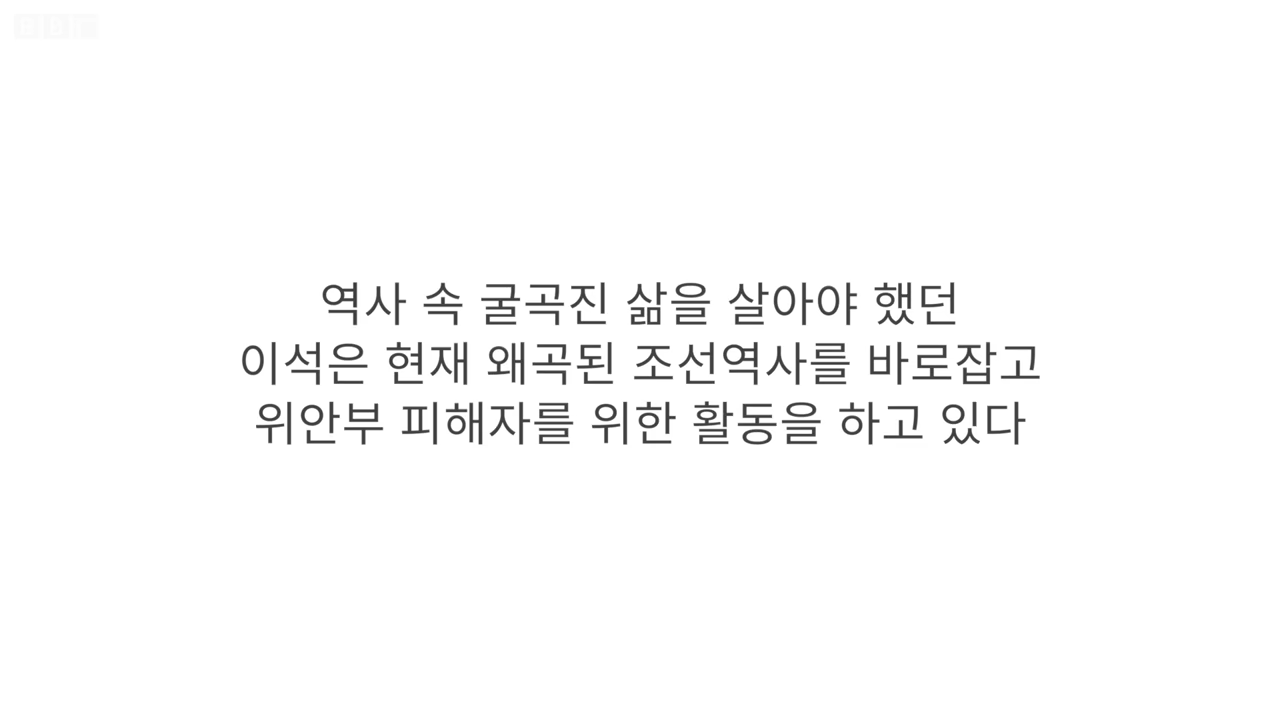 역사 속 굴곡진 삶을 살아야 했던
이석은 현재 왜곡된 조선역사를 바로잡고
위안부 피해자를 위한 활동을 하고 있다